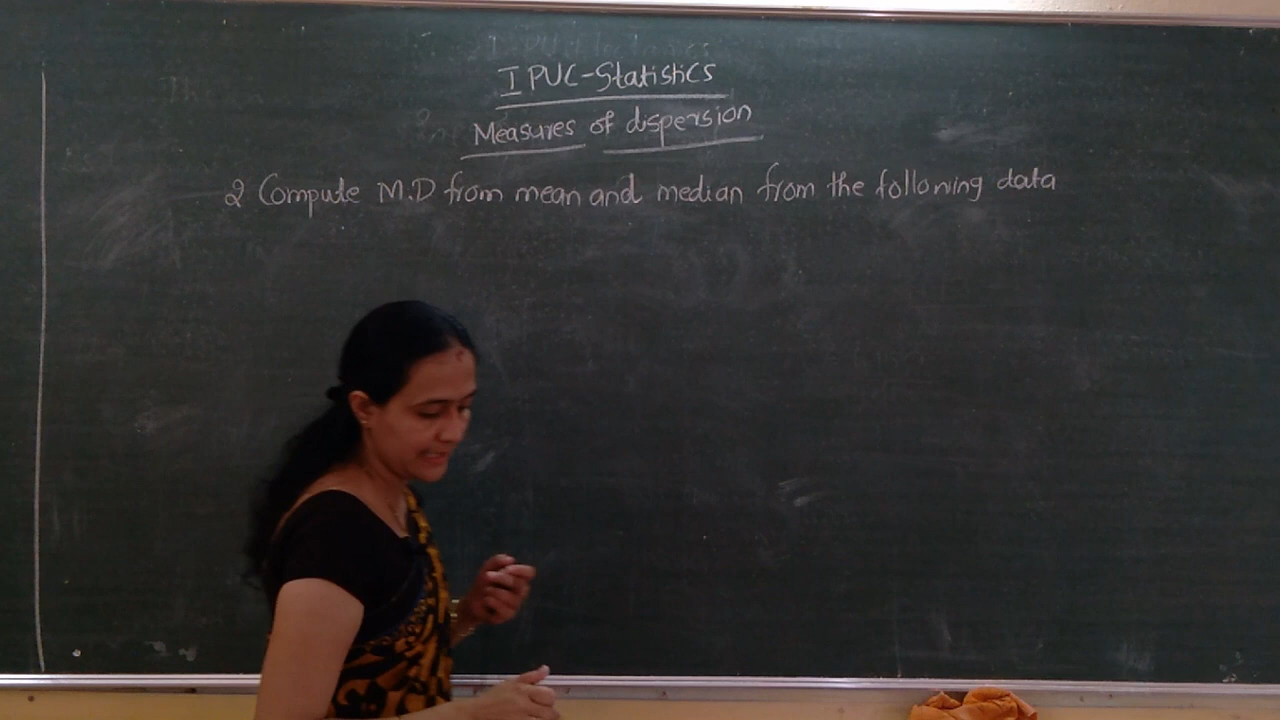 I PUC-Statistics
Measures of dispersion
2 Compute M.D from mean and median from the following data